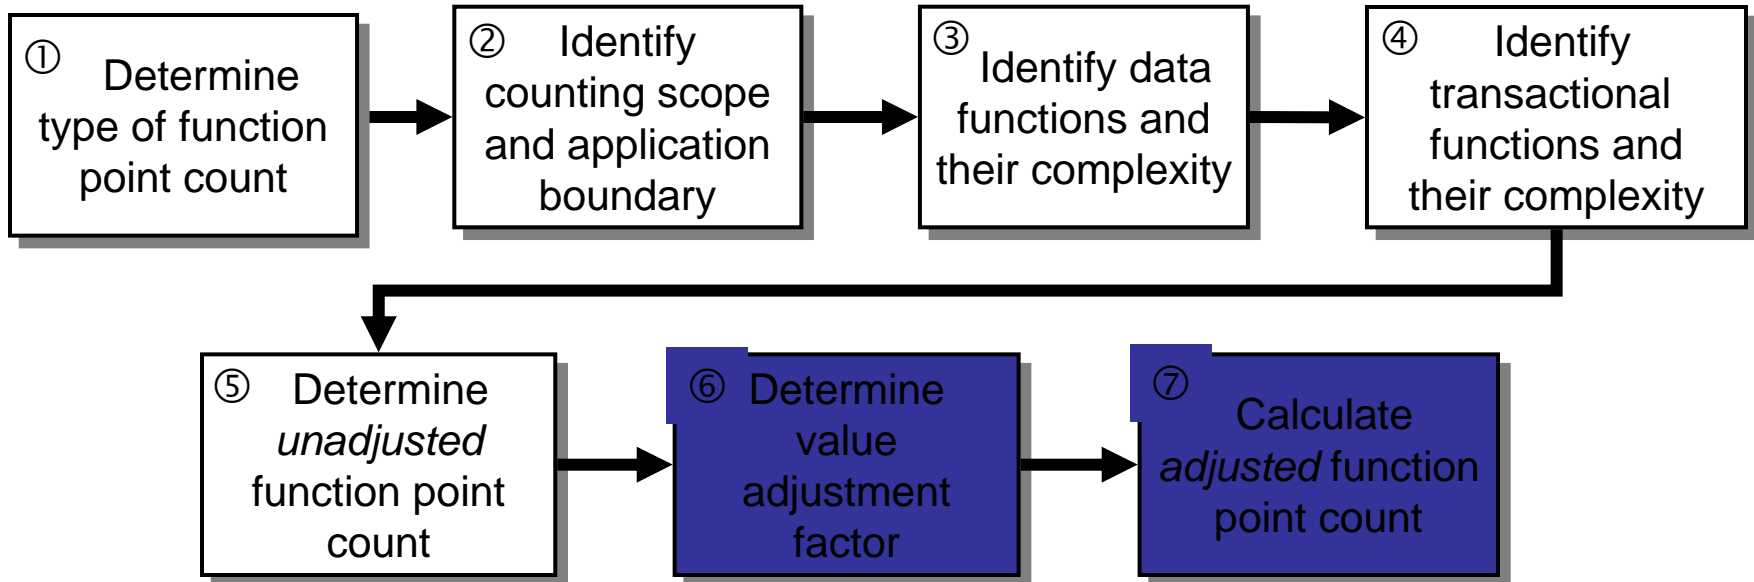 ① Determine
type of function
point count
② Identify
counting scope
and application
boundary
③
Identify data
functions and
their complexity
④ Identify
transactional
functions and
their complexity
⑤ Determine
unadjusted
function point
count
⑥ Determine
value
adjustment
factor
⑦
Calculate
adjusted function
point count